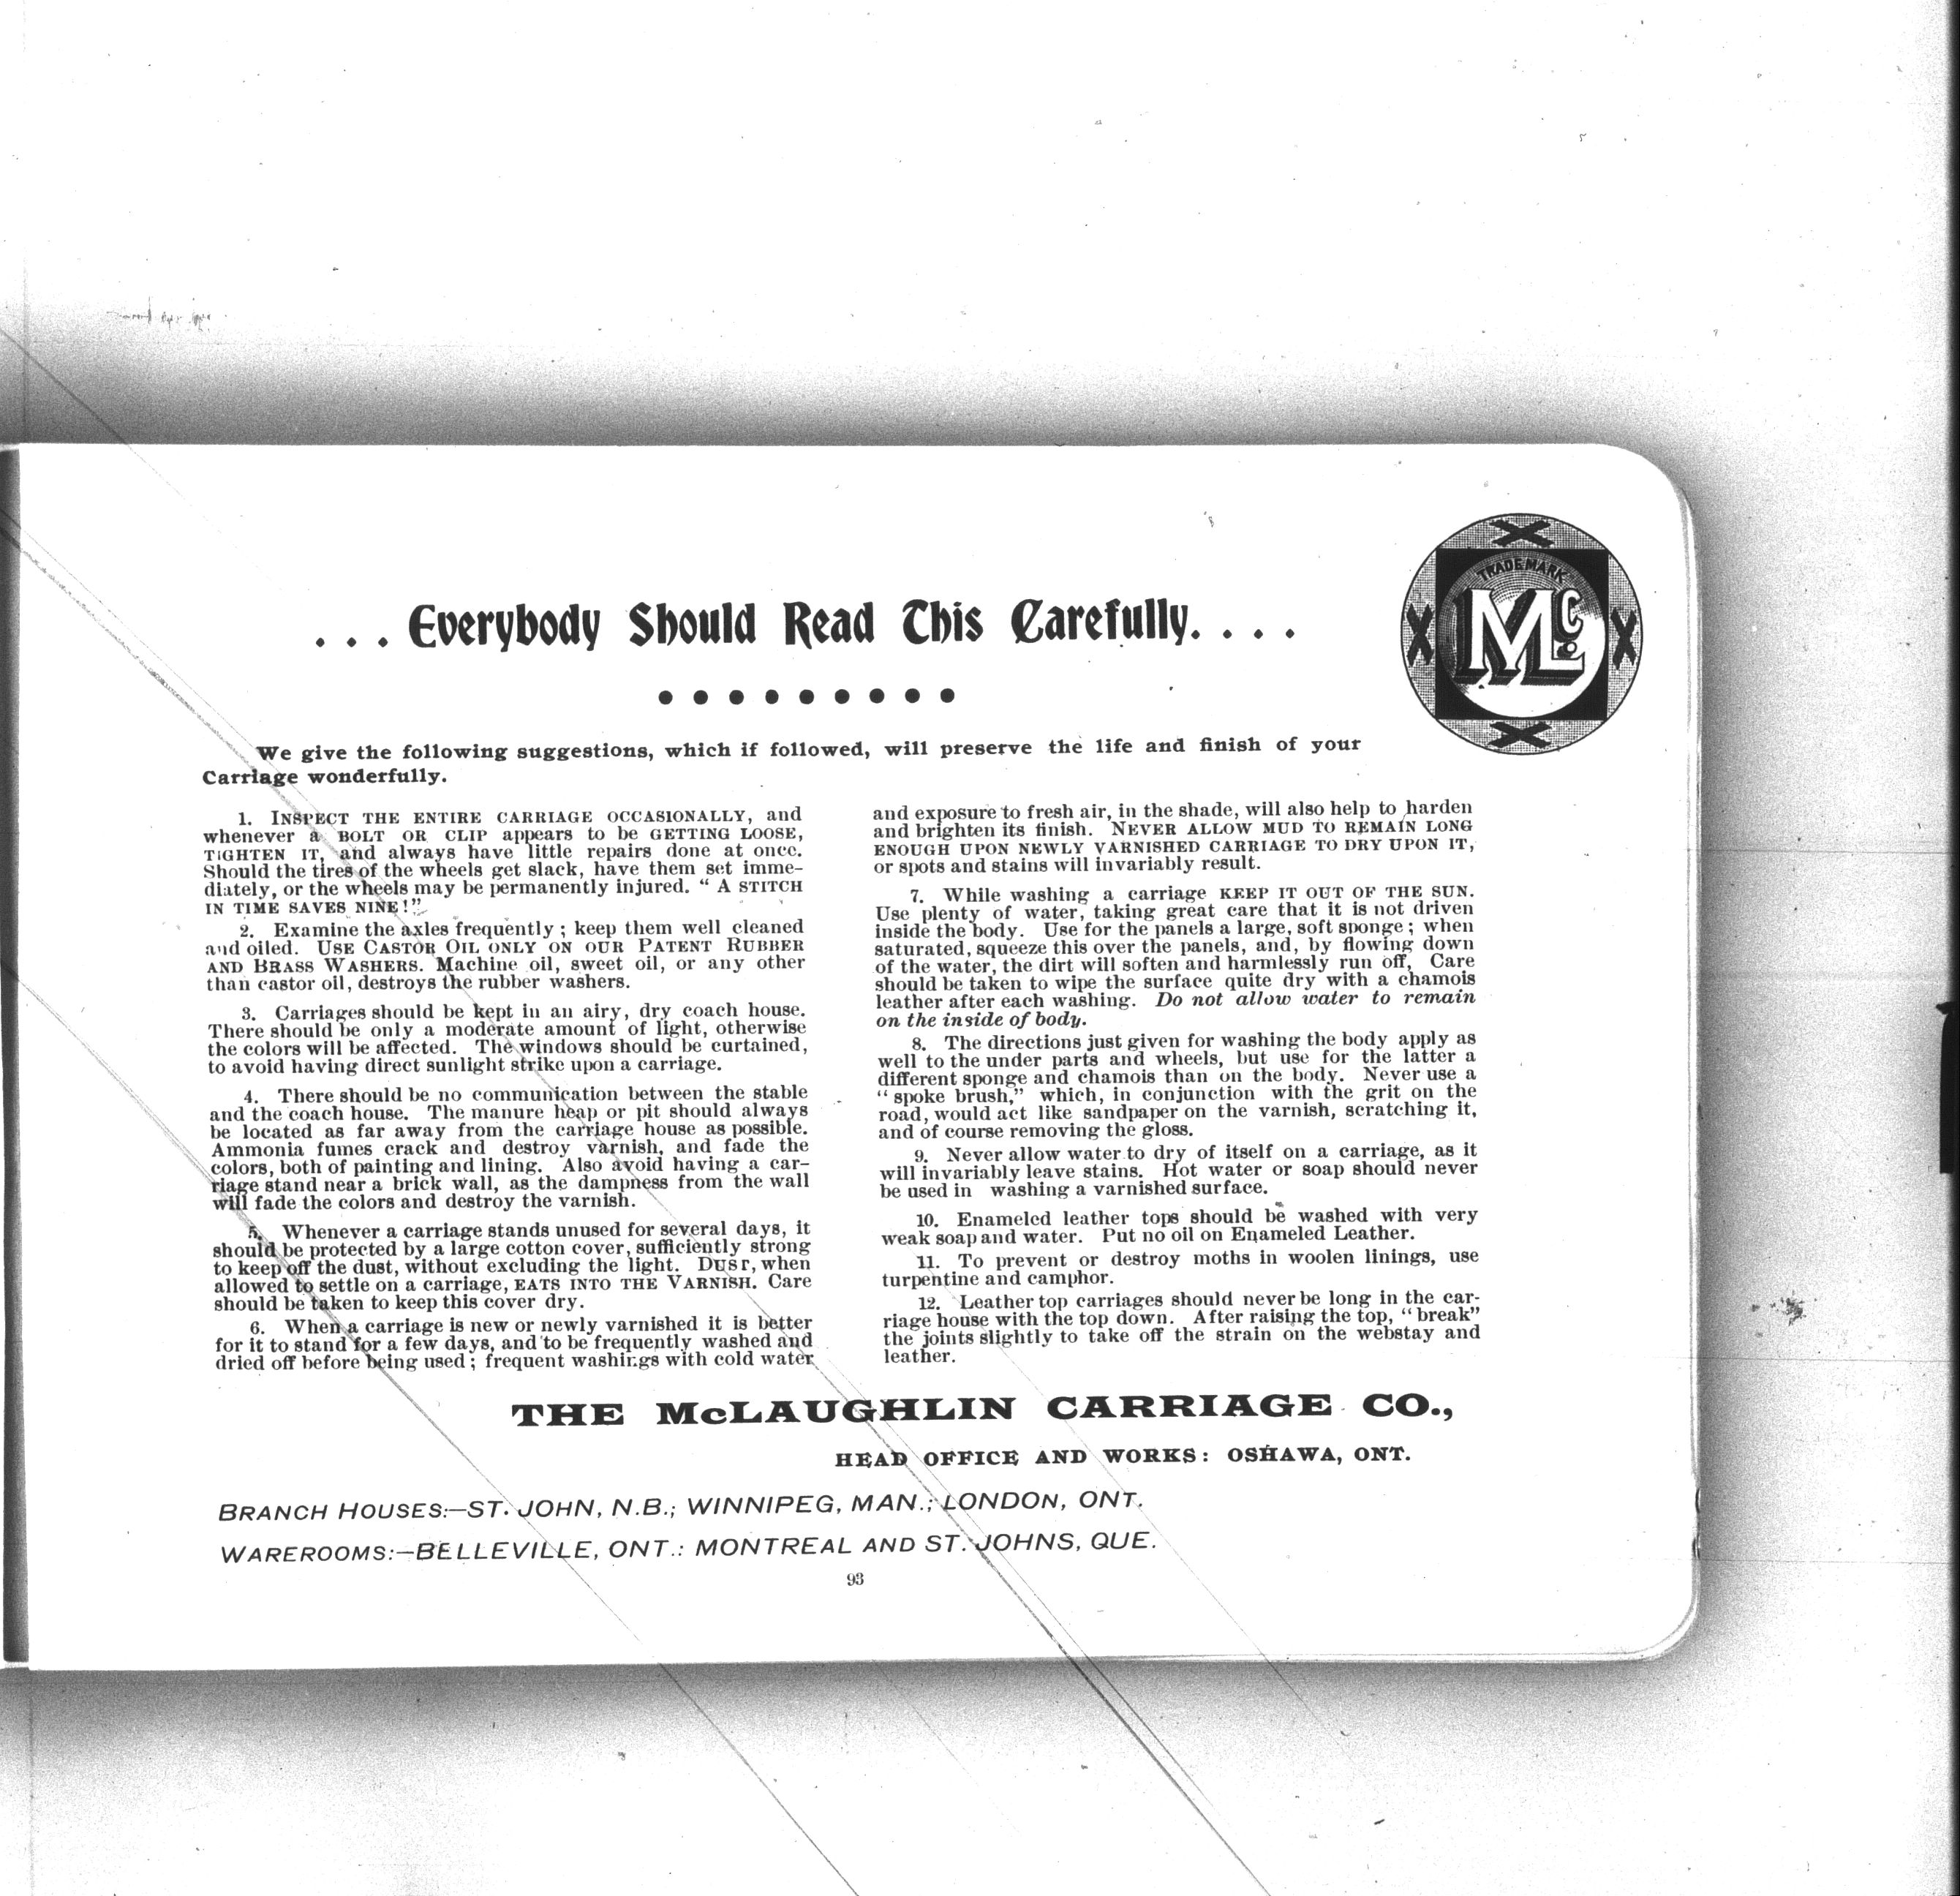 TRADE MARK
McL.
. . . Everybody Should Read This Carefully. . . .
We give the following suggestions, which if followed, will preserve the life and finish of your
Carriage wonderfully.
1. INSPECT THE ENTIRE CARRIAGE OCCASIONALLY, and
whenever a BOLT OR CLIP appears to be GETTING LOOSE,
TIGHTEN IT, and always have little repairs done at once.
Should the tires of the wheels get slack, have them set imme-
diately, or the wheels may be permanently injured. “ A STITCH
IN TIME SAVES NINE!”
2. Examine the axles frequently ; keep them well cleaned
and oiled. USE CASTOR OIL ONLY ON OUR PATENT RUBBER
AND BRASS WASHERS. Machine oil, sweet oil, or any other
than castor oil, destroys the rubber washers.
3. Carriages should be kept in an airy, dry coach house.
There should be only a moderate amount of light, otherwise
the colors will be affected. The windows should be curtained,
to avoid having direct sunlight strike upon a carriage.
4. There should be no communication between the stable
and the coach house. The manure heap or pit should always
be located as far away from the carriage house as possible.
Ammonia fumes crack and destroy varnish, and fade the
colors, both of painting and lining. Also avoid having a car-
riage stand near a brick wall, as the dampness from the wall
will fade the colors and destroy the varnish.
5. Whenever a carriage stands unused for several days, it
should be protected by a large cotton cover, sufficiently strong
to keep off the dust, without excluding the light. DUST, when
allowed to settle on a carriage, EATS INTO THE VARNISH. Care
should be taken to keep this cover dry.
6. When a carriage is new or newly varnished it is better
for it to stand for a few days, and to be frequently washed and
dried off before being used ; frequent washings with cold water
and exposure to fresh air, in the shade, will also help to harden
and brighten its finish. NEVER ALLOW MUD TO REMAIN LONG
ENOUGH UPON NEWLY VARNISHED CARRIAGE TO DRY UPON IT,
or spots and stains will invariably result.
7. While washing a carriage KEEP IT OUT OF THE SUN.
Use plenty of water, taking great care that it is not driven
inside the body. Use for the panels a large, soft sponge ; when
saturated, squeeze this over the panels, and, by flowing down
of the water, the dirt will soften and harmlessly run off, Care
should be taken to wipe the surface quite dry with a chamois
leather after each washing. Do not allow water to remain
on the inside of body.
8. The directions just given for washing the body apply as
well to the under parts and wheels, but use for the latter a
different sponge and chamois than on the body. Never use a
“ spoke brush,” which, in conjunction with the grit on the
road, would act like sandpaper on the varnish, scratching it,
and of course removing the gloss.
9. Never allow water to dry of itself on a carriage, as it
will invariably leave stains. Hot water or soap should never
be used in washing a varnished surface.
10. Enameled leather tops should be washed with very
weak soap and water. Put no oil on Enameled Leather.
11. To prevent or destroy moths in woolen linings, use
turpentine and camphor.
12. Leather top carriages should never be long in the car-
riage house with the top down. After raising the top, “ break”
the joints slightly to take off the strain on the webstay and
leather.
THE McLAUGHLIN CARRIAGE CO.,
HEAD OFFICE AND WORKS: OSHAWA, ONT.
BRANCH HOUSES:—ST. JOHN, N.B.; WINNIPEG, MAN.; LONDON, ONT.
WAREROOMS:—BELLEVILLE, ONT.: MONTREAL AND ST. JOHNS, QUE.
93